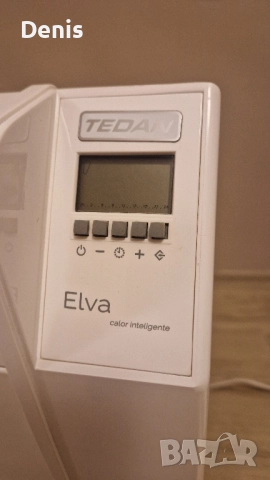 Denis
TEDAN
Elva
calor inteligente
BAZAR